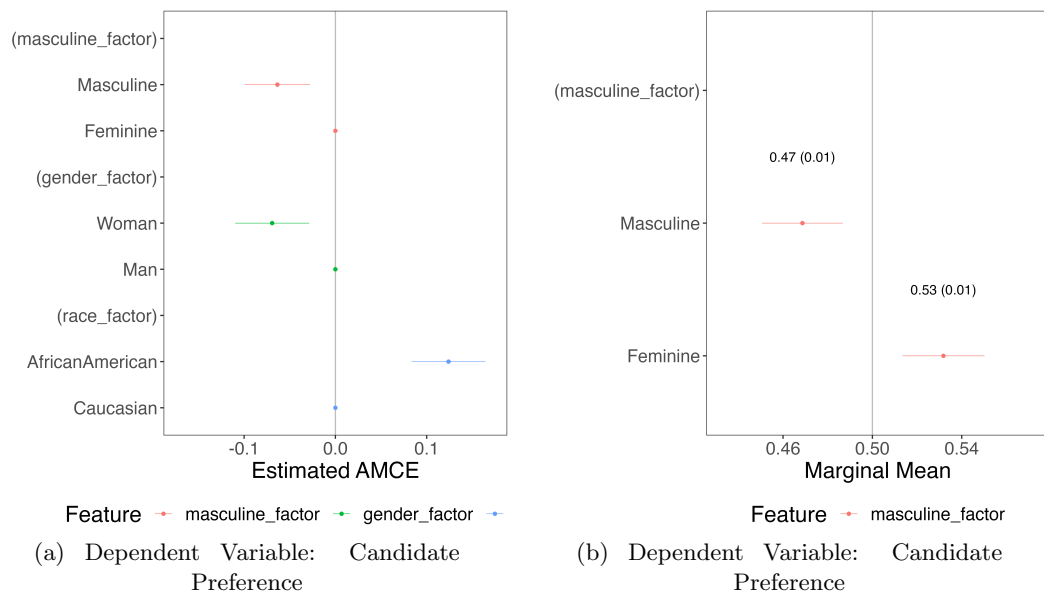 (masculine_factor)
Masculine
Feminine
(gender_factor)
Woman
Man
(race_factor)
AfricanAmerican
Caucasian
-0.1 0.0 0.1
Estimated AMCE
Feature masculine_factor gender_factor
(a) Dependent Variable: Candidate
Preference
(masculine_factor)
0.47 (0.01)
Masculine
0.53 (0.01)
Feminine
0.46 0.50 0.54
Marginal Mean
Feature masculine_factor
(b) Dependent Variable: Candidate
Preference